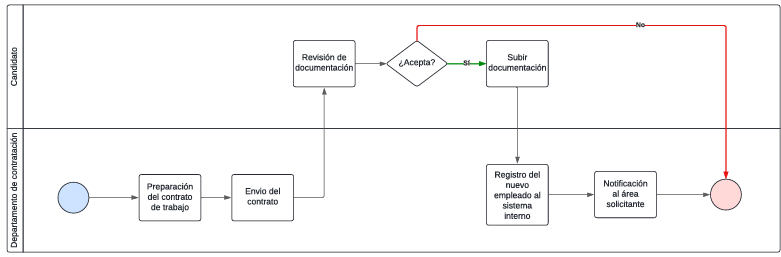 Candidato
Revisión de
documentación
¿Acepta?
Sí
No
Subir
documentación
Departamento de contratación
Preparación
del contrato
de trabajo
Envio del
contrato
Registro del
nuevo
empleado al
sistema
interno
Notificación
al área
solicitante